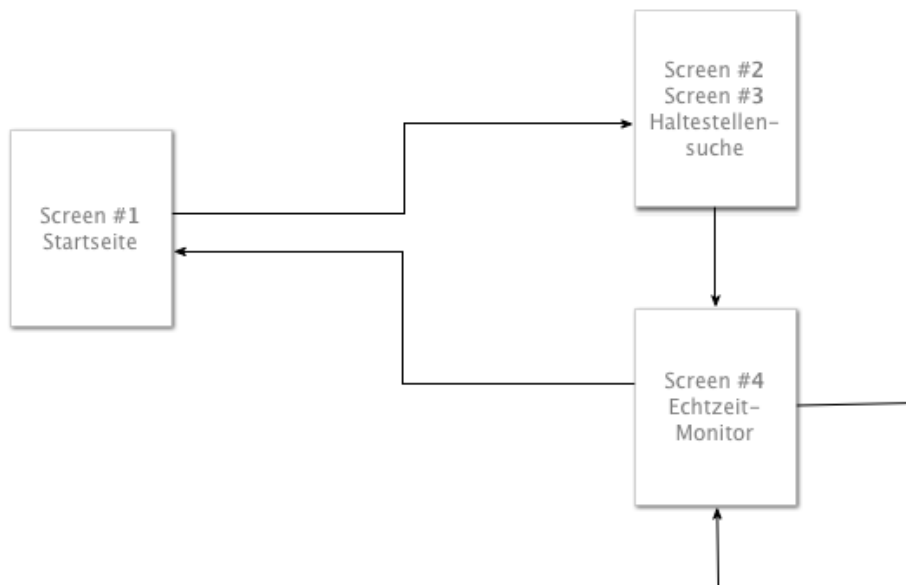 Screen #2
Screen #3
Haltestellen-
suche
Screen #1
Startseite
Screen #4
Echtzeit-
Monitor